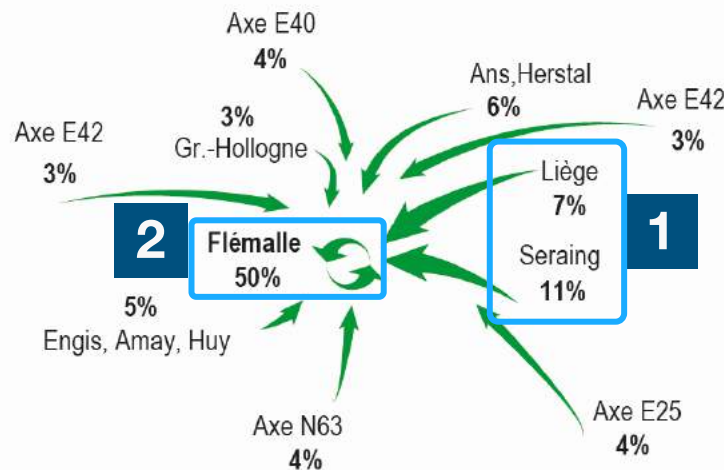 Axe E40
4%
Ans,Herstal
6%
Axe E42
3%
3%
Gr.-Hollogne
Axe E42
3%
Liège
7%
1
2
Flémalle
50%
Seraing
11%
5%
Engis, Amay, Huy
Axe N63
4%
Axe E25
4%